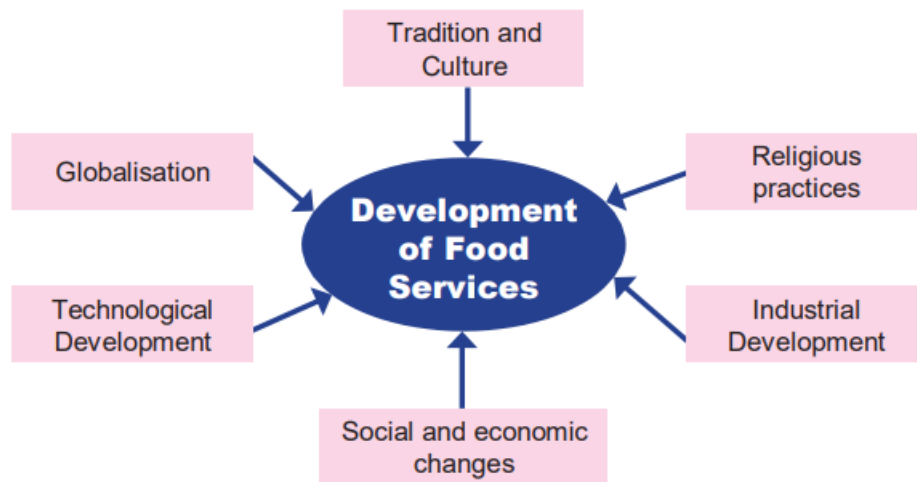 Tradition and
Culture
Globalisation
Religious
practices
Development
of Food
Services
Technological
Development
Industrial
Development
Social and economic
changes